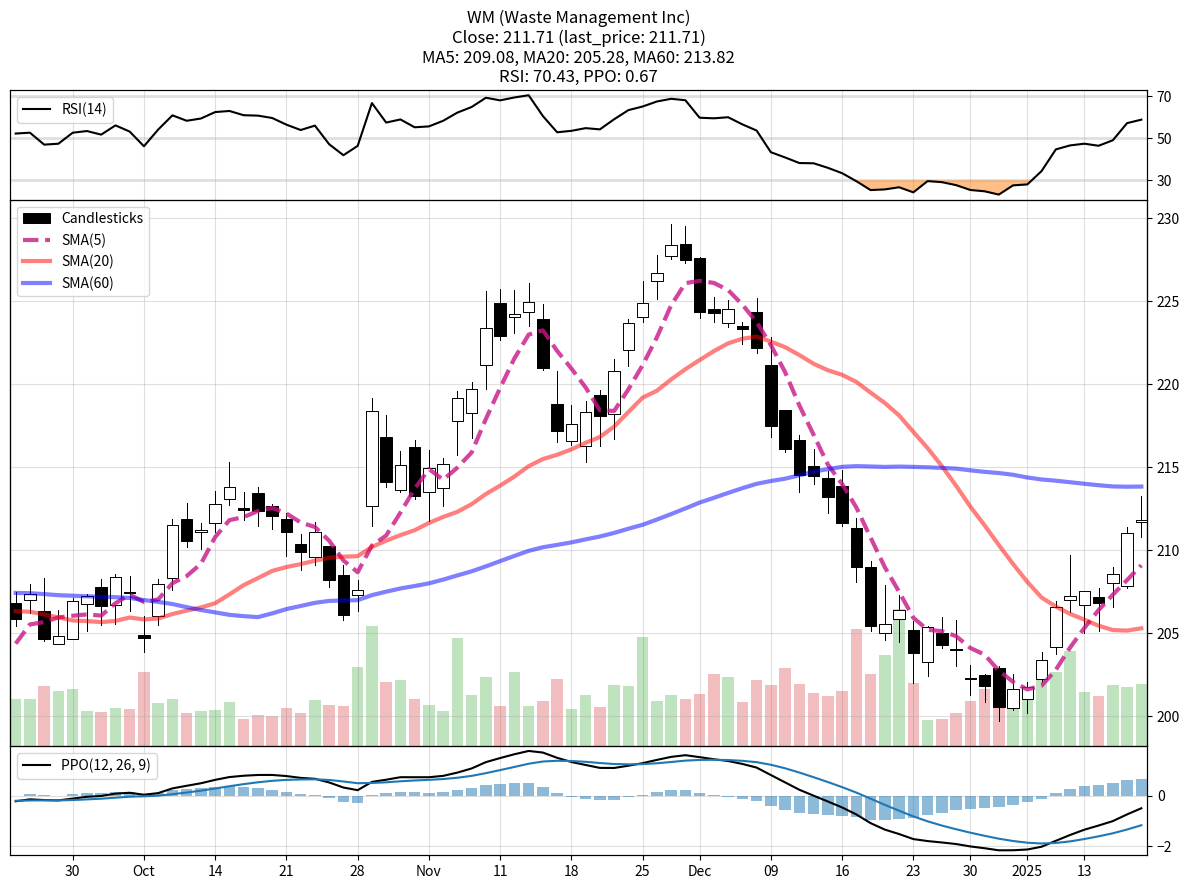 WM (Waste Management Inc)
Close: 211.71 (last_price: 211.71)
MA5: 209.08, MA20: 205.28, MA60: 213.82
RSI: 70.43, PPO: 0.67
RSI(14)
70
50
30
Candlesticks
SMA(5)
SMA(20)
SMA(60)
230
225
220
215
210
205
200
PPO(12, 26, 9)
0
−2
30 Oct 14 21 28 Nov 11 18 25 Dec 09 16 23 30 2025 13